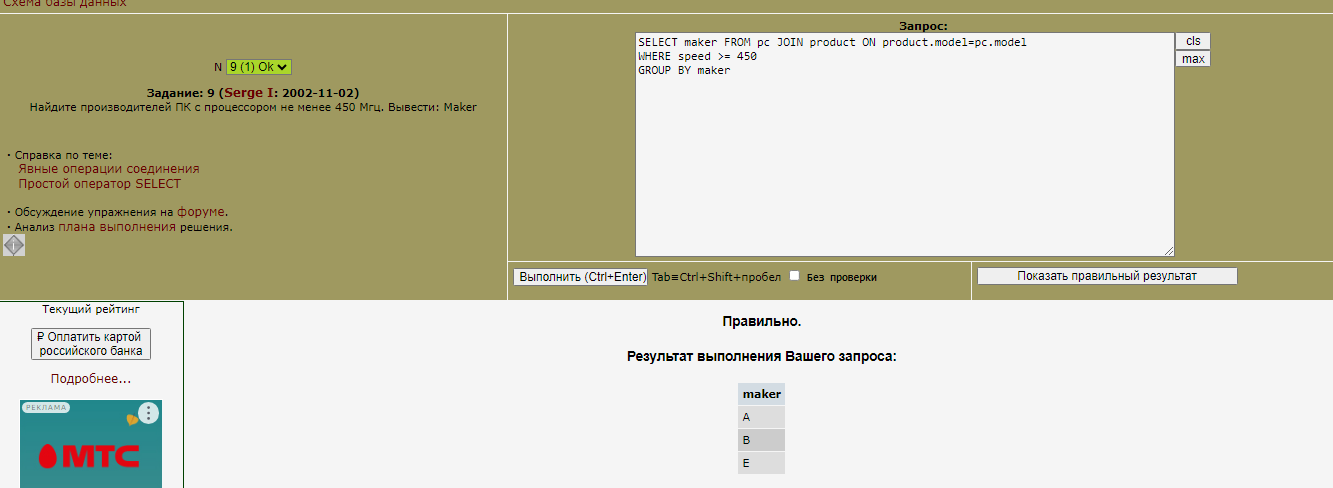 Схема базы данных
N 9 (1) Ok
Задание: 9 (Serge I: 2002-11-02)
Найдите производителей ПК с процессором не менее 450 Мгц. Вывести: Maker
· Справка по теме:
Явные операции соединения
Простой оператор SELECT
· Обсуждение упражнения на форуме.
· Анализ плана выполнения решения.
Запрос:
SELECT maker FROM pc JOIN product ON product.model=pc.model
WHERE speed >= 450
GROUP BY maker
cls
max
Выполнить (Ctrl+Enter) Tab≡Ctrl+Shift+пробел Без проверки
Показать правильный результат
Текущий рейтинг
₽ Оплатить картой
российского банка
Подробнее...
РЕКЛАМА
МТС
Правильно.
Результат выполнения Вашего запроса:
maker
A
B
E